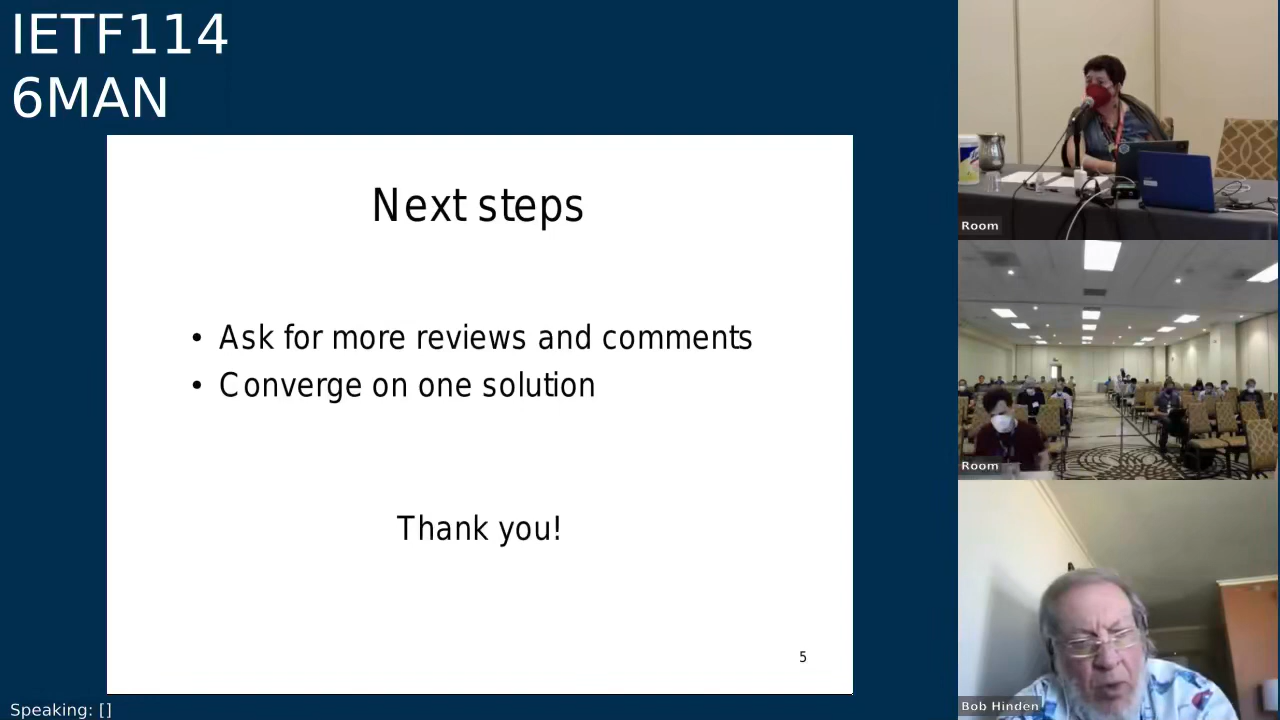 IETF114
6MAN
Next steps
• Ask for more reviews and comments
• Converge on one solution
Thank you!
5
Speaking: []
Room
Room
Bob Hinden